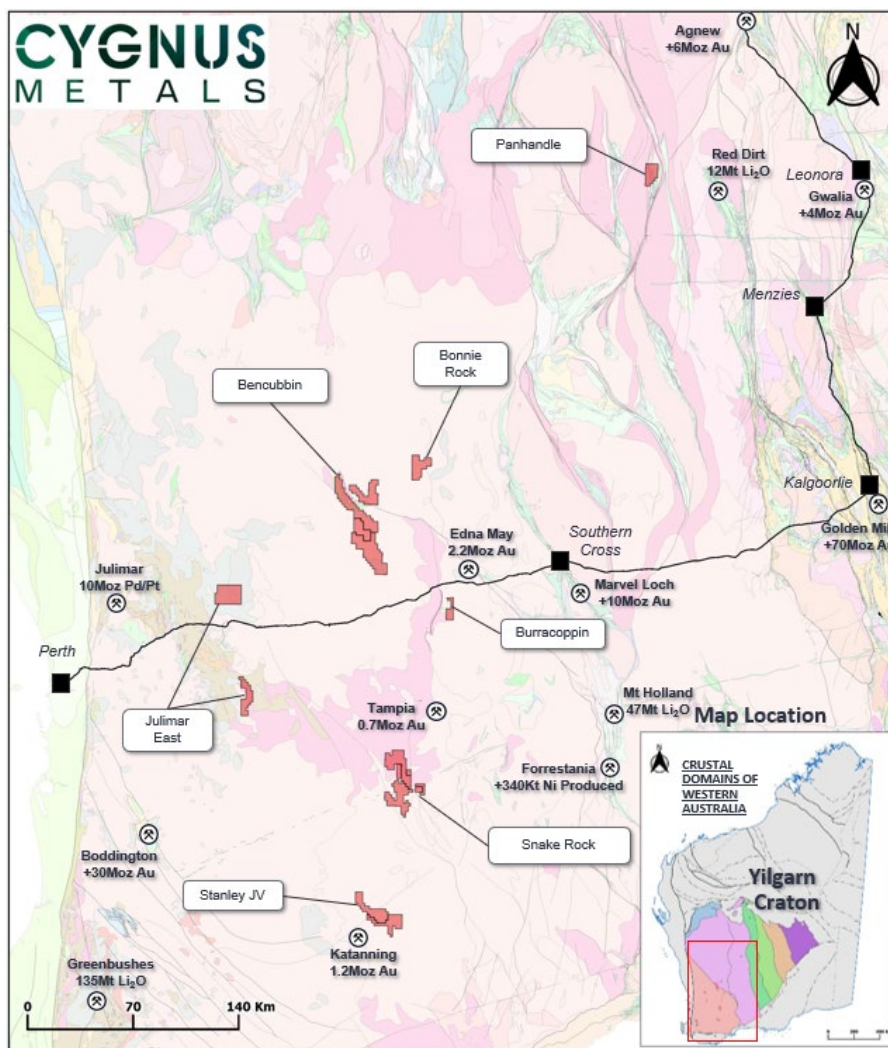 CYGNUS
METALS
Agnew
+6Moz Au
N
Panhandle
Red Dirt
12Mt Li₂O
Leonora
Gwalia
+4Moz Au
Menzies
Bonnie
Rock
Bencubbin
Kalgoorlie
Golden Mi
+70Moz Au
Edna May
2.2Moz Au
Southern
Cross
Julimar
10Moz Pd/Pt
Marvel Loch
+10Moz Au
Burracoppin
Perth
Julimar
East
Tampia
0.7Moz Au
Mt Holland
47Mt Li₂O
Map Location
Forrestania
+340Kt Ni Produced
N
CRUSTAL
DOMAINS OF
WESTERN
AUSTRALIA
Snake Rock
Boddington
+30Moz Au
Yilgarn
Craton
Stanley JV
Katanning
1.2Moz Au
Greenbushes
135Mt Li₂O
0 70 140 Km